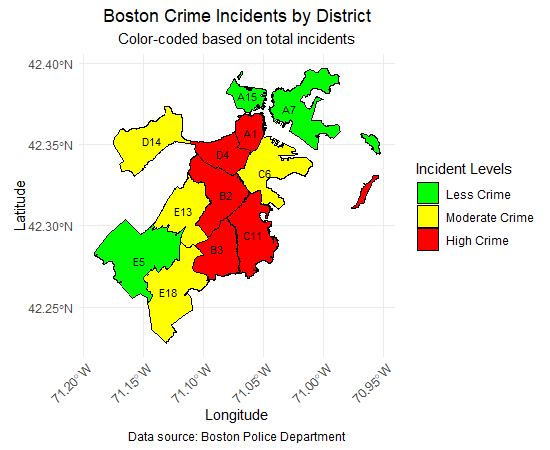 Boston Crime Incidents by District
Color-coded based on total incidents
42.40°N
42.35°N
42.30°N
42.25°N
Latitude
A15
A7
A1
D14
D4
C6
B2
E13
C11
B3
E5
E18
Incident Levels
Less Crime
Moderate Crime
High Crime
71.20°W
71.15°W
71.10°W
71.05°W
71.00°W
70.95°W
Longitude
Data source: Boston Police Department